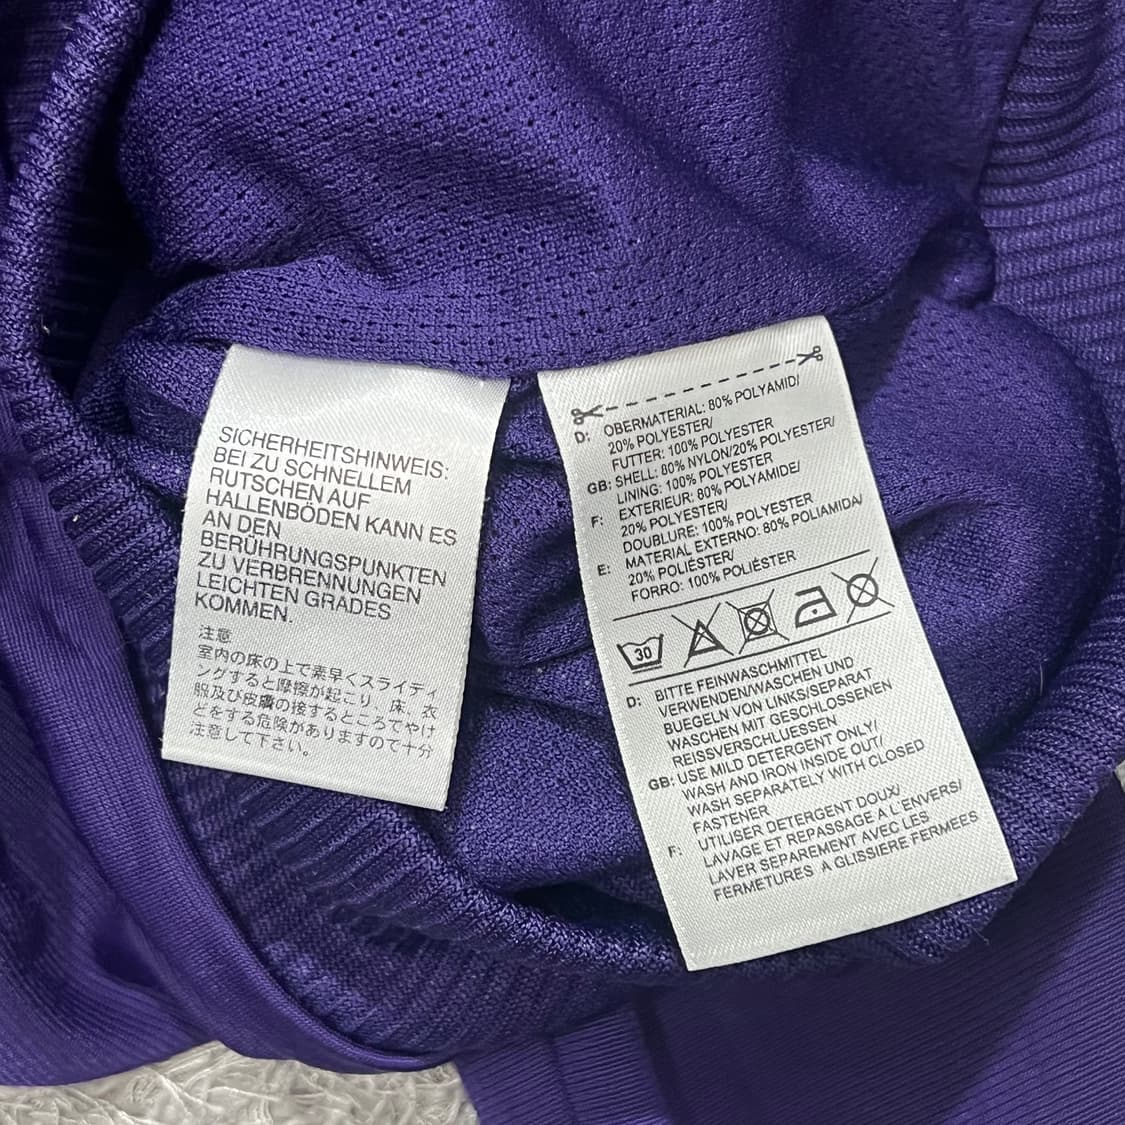 SICHERHEITSHINWEIS:
BEI ZU SCHNELLEM
RUTSCHEN AUF
HALLENBÖDEN KANN ES
AN DEN
BERÜHRUNGSPUNKTEN
ZU VERBRENNUNGEN
LEICHTEN GRADES
KOMMEN.
注意
室内の床の上で素早くスライディ
ングすると摩擦が起こり、床、衣
服及び皮膚の接するところでやけ
どをする危険がありますので十分
注意して下さい。
D: OBERMATERIAL: 80% POLYAMID/
20% POLYESTER/
FUTTER: 100% POLYESTER
GB: SHELL: 80% NYLON/20% POLYESTER/
LINING: 100% POLYESTER
F: EXTERIEUR: 80% POLYAMIDE/
20% POLYESTER/
DOUBLURE: 100% POLYESTER
E: MATERIAL EXTERNO: 80% POLIAMIDA/
20% POLIÉSTER/
FORRO: 100% POLIÉSTER
30
D: BITTE FEINWASCHMITTEL
VERWENDEN/WASCHEN UND
BUEGELN VON LINKS/SEPARAT
WASCHEN MIT GESCHLOSSENEN
REISSVERSCHLUESSEN
GB: USE MILD DETERGENT ONLY/
WASH AND IRON INSIDE OUT/
WASH SEPARATELY WITH CLOSED
FASTENER
F: UTILISER DETERGENT DOUX/
LAVAGE ET REPASSAGE A L'ENVERS/
LAVER SEPAREMENT AVEC LES
FERMETURES A GLISSIERE FERMEES